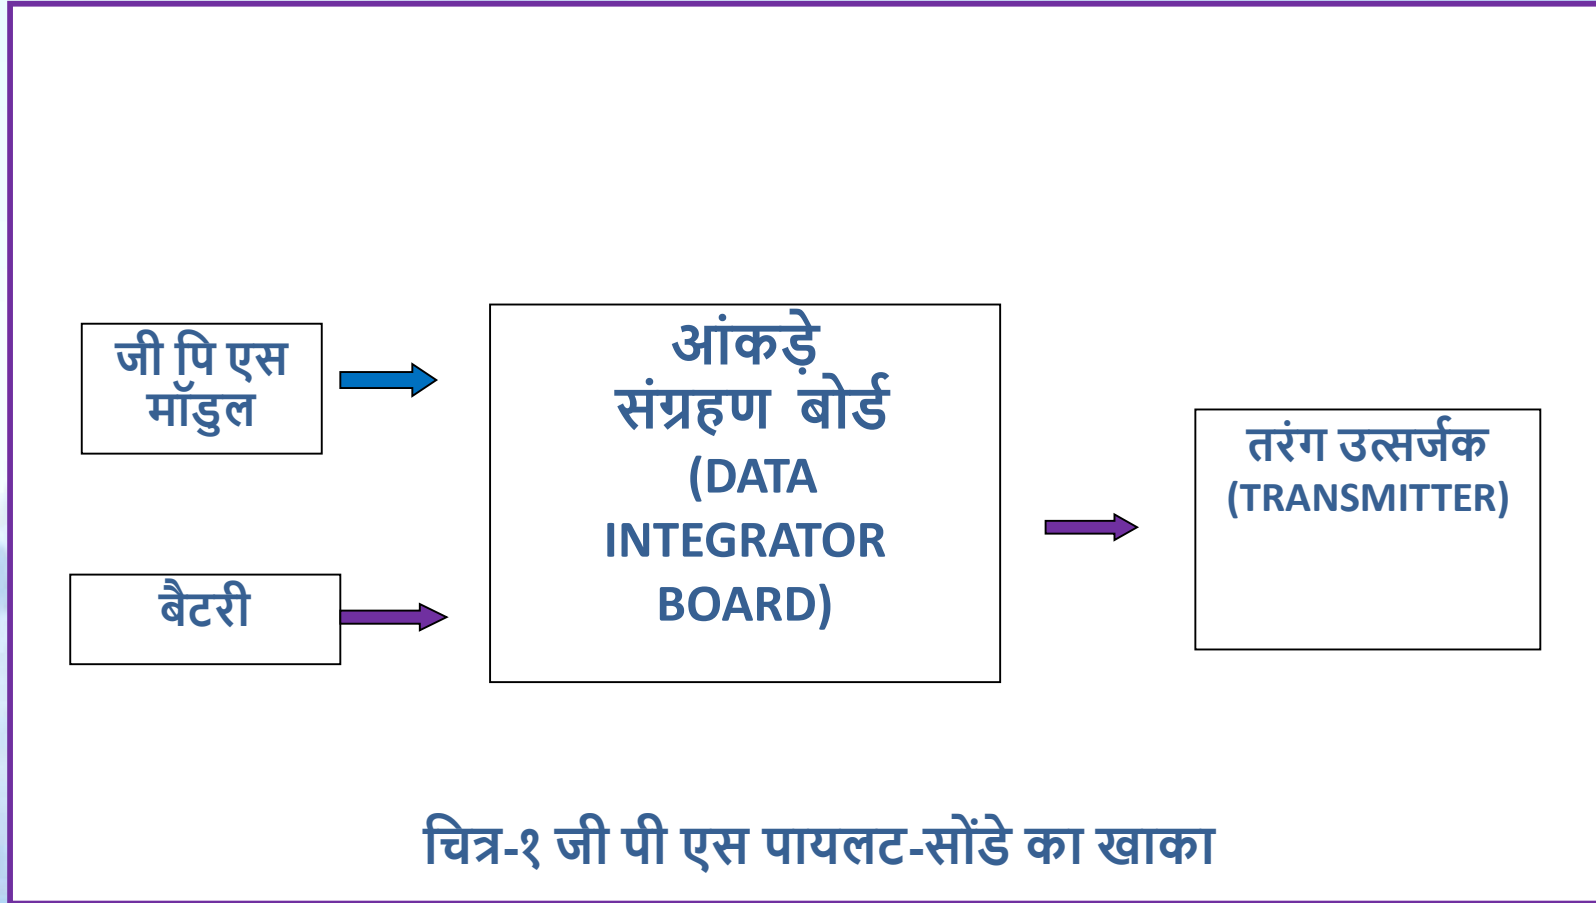 जी पि एस
मॉडुल
आंकड़े
संग्रहण बोर्ड
(DATA
INTEGRATOR
BOARD)
तरंग उत्सर्जक
(TRANSMITTER)
बैटरी
चित्र-१ जी पी एस पायलट-सोंडे का खाका